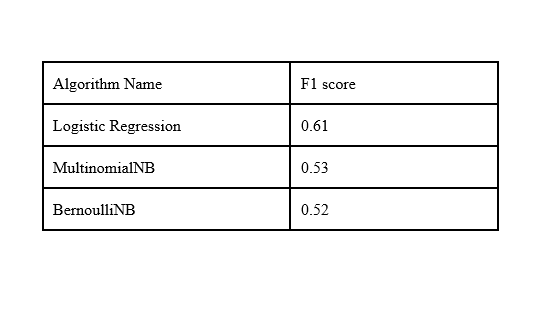 Algorithm Name F1 score
Logistic Regression 0.61
MultinomialNB 0.53
BernoulliNB 0.52